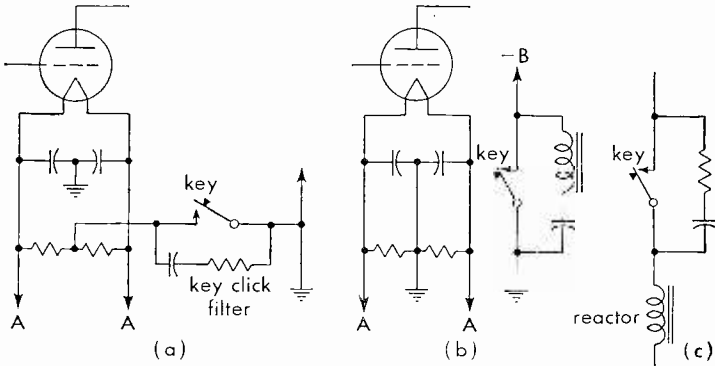 –B
key
key
key
key click
filter
reactor
A
A
A
A
(a)
(b)
(c)